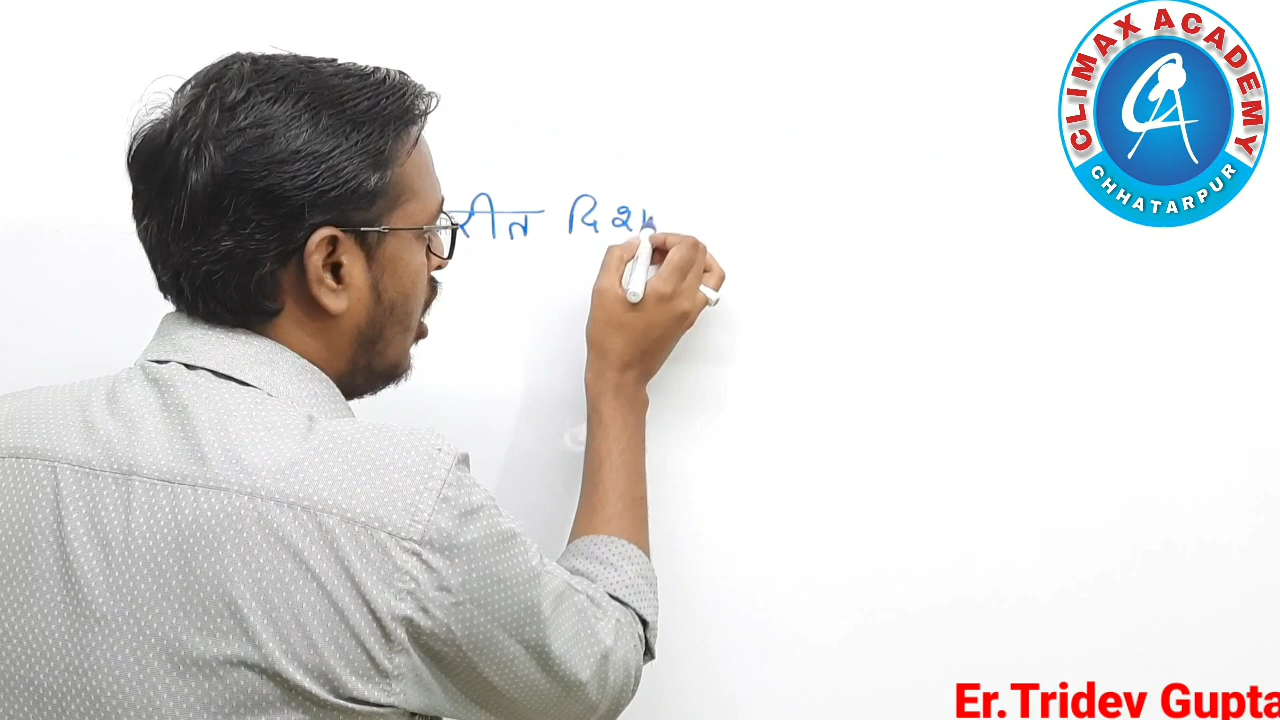 CLIMAX ACADEMY
CHHATARPUR
रीत दिश
Er.Tridev Gupta